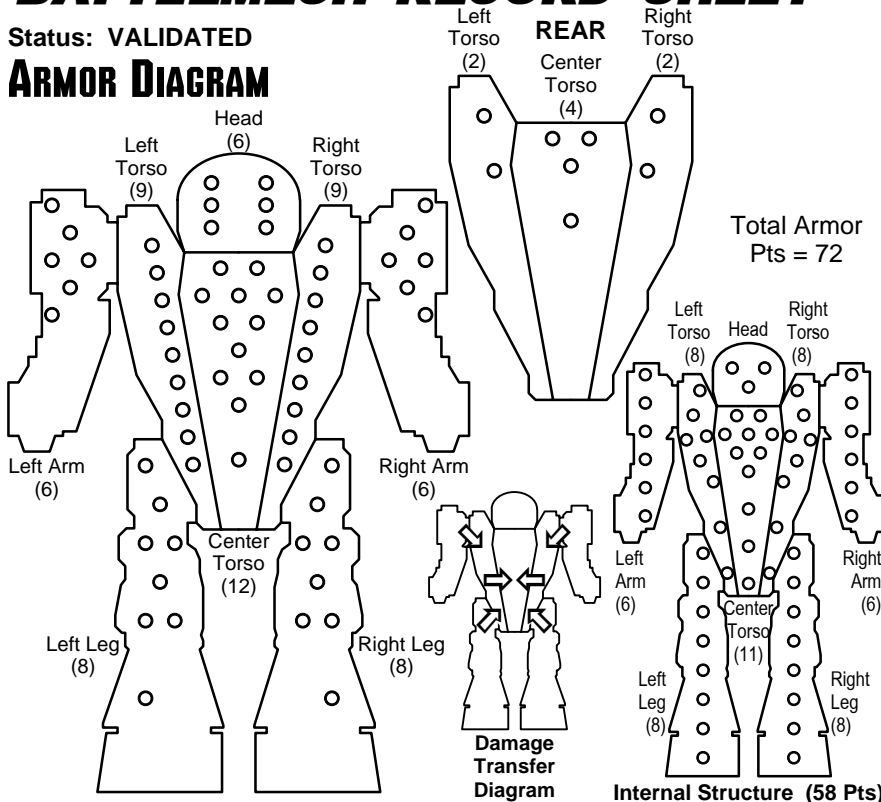 BATTLEMECH RECORD SHEET
Status: VALIDATED
ARMOR DIAGRAM
Head
(6)
Left
Torso
(9)
Right
Torso
(9)
Left Arm
(6)
Right Arm
(6)
Center
Torso
(12)
Left Leg
(8)
Right Leg
(8)
REAR
Left
Torso
(2)
Center
Torso
(4)
Right
Torso
(2)
Total Armor
Pts = 72
Damage
Transfer
Diagram
Left
Torso
(8)
Head
Right
Torso
(8)
Left
Arm
(6)
Right
Arm
(6)
Center
Torso
(11)
Left
Leg
(8)
Right
Leg
(8)
Internal Structure (58 Pts)